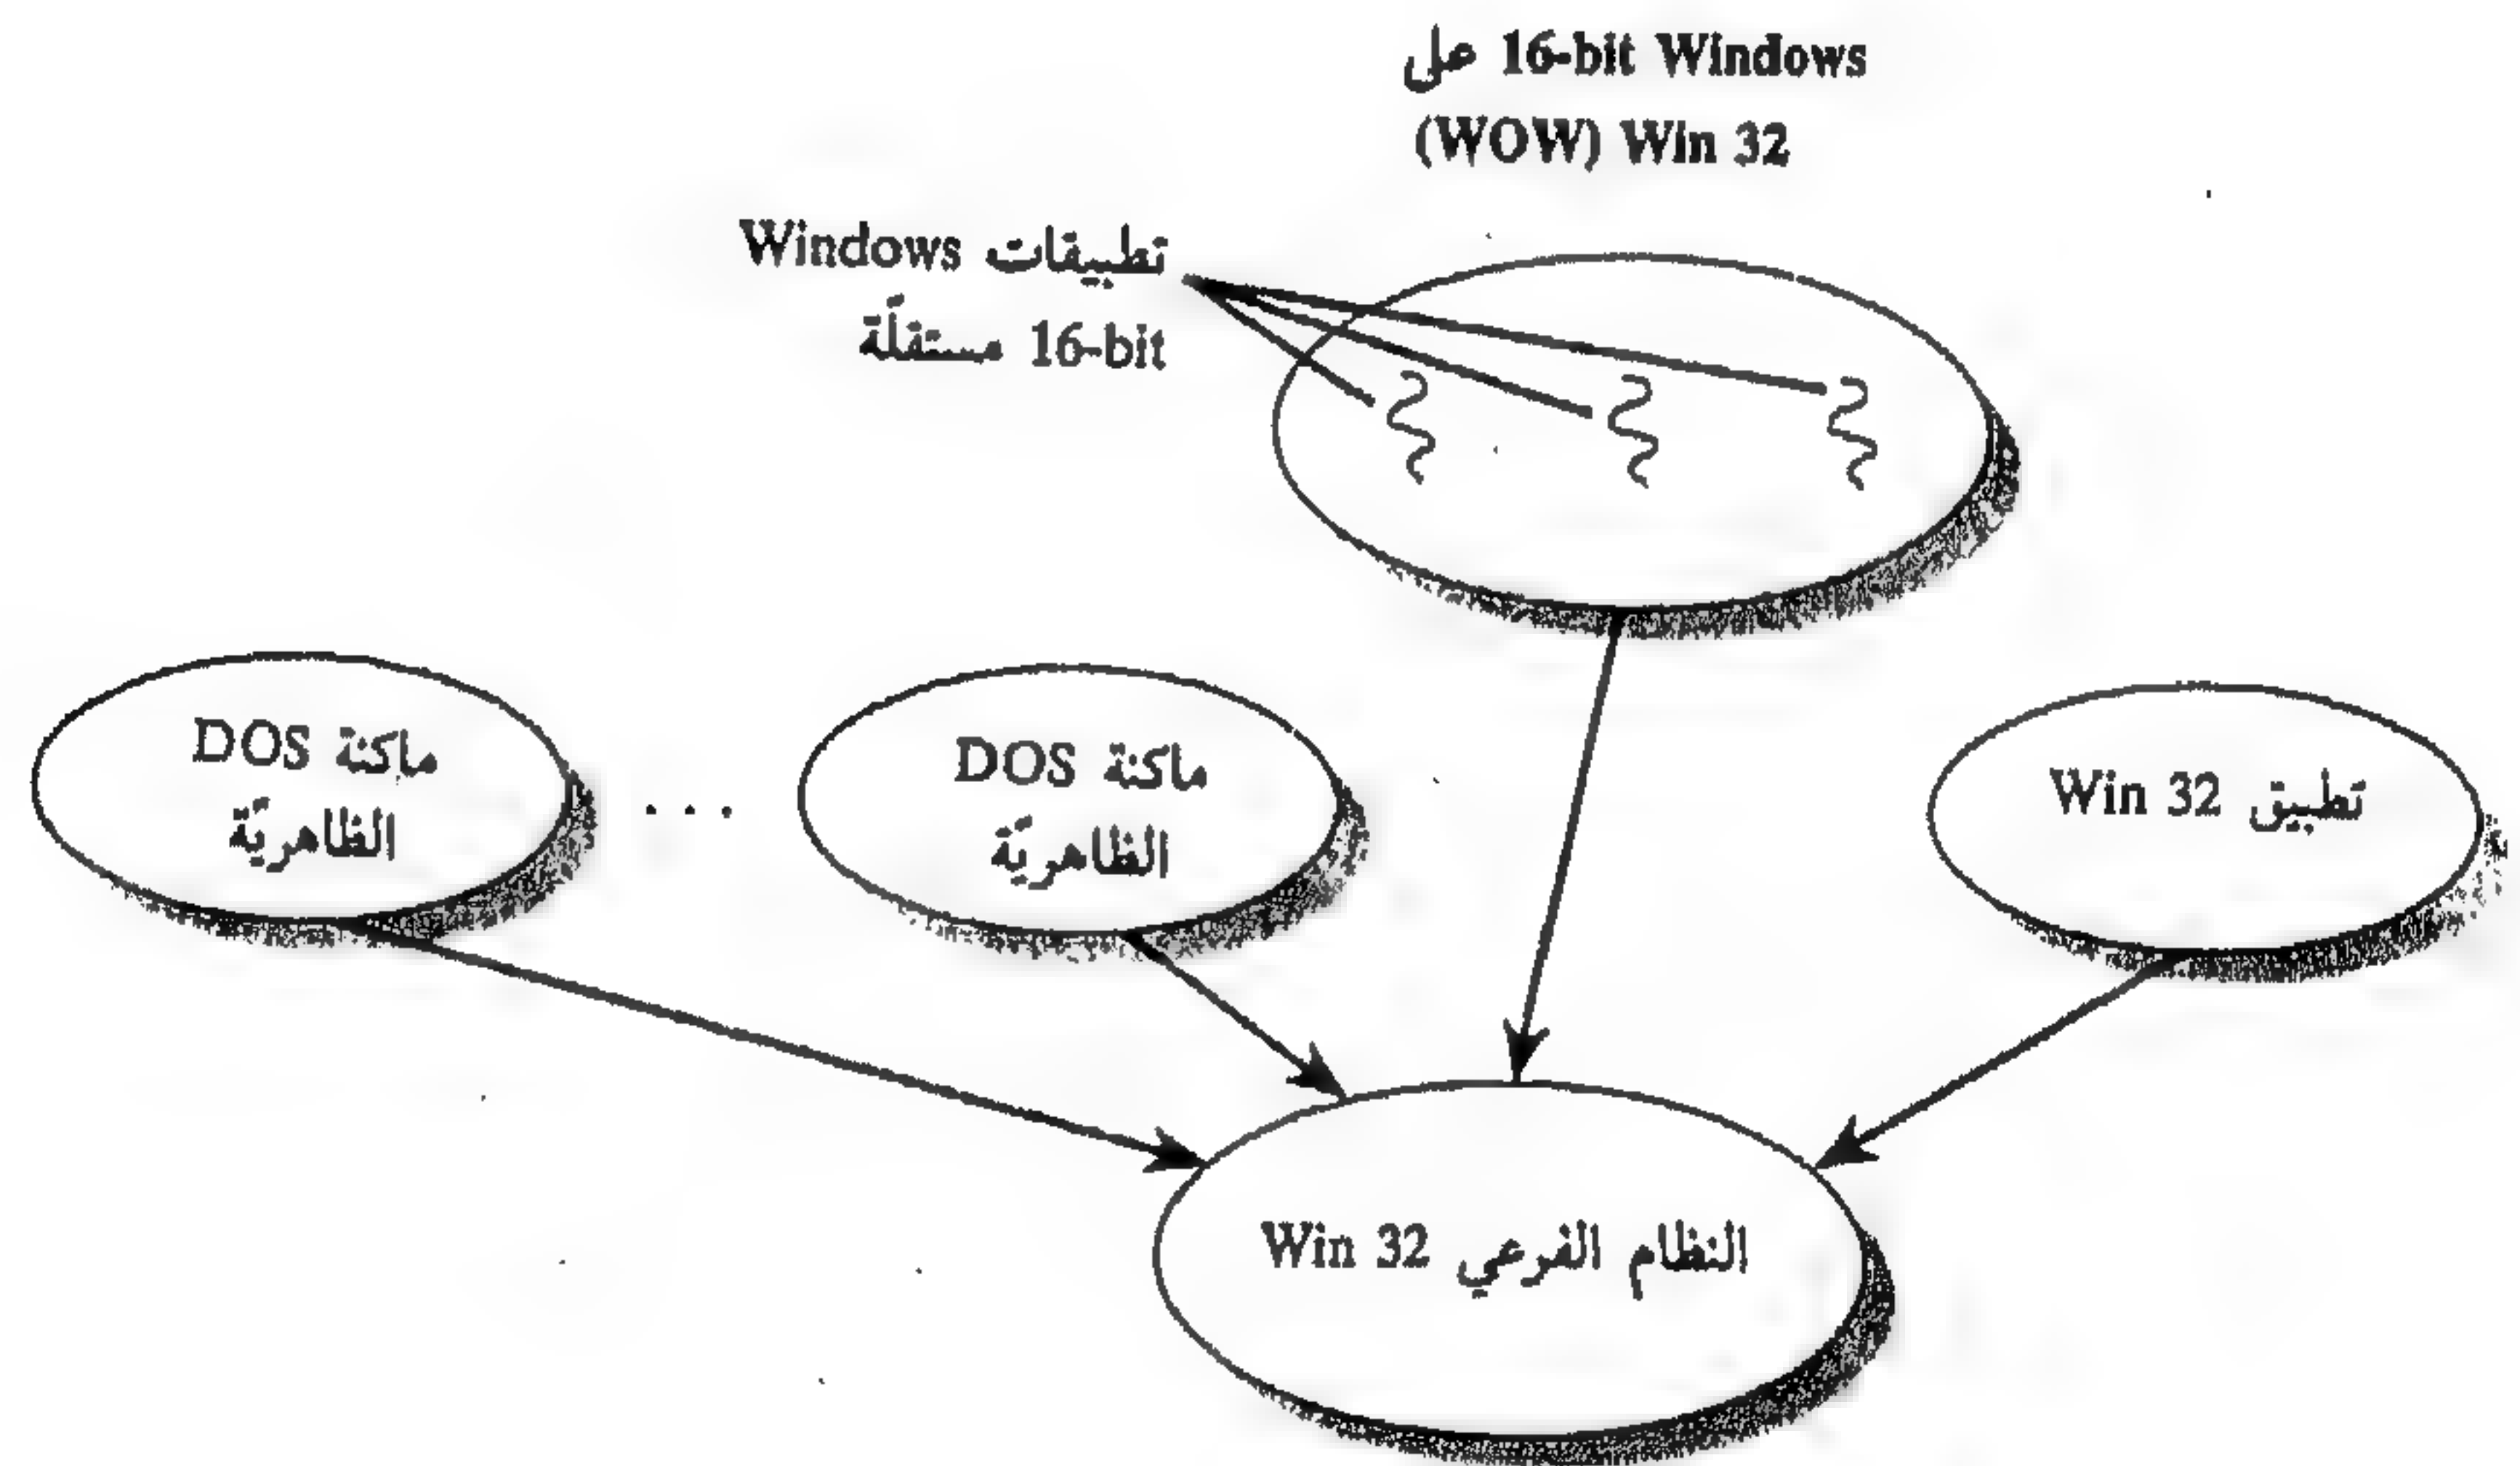 16-bit Windows عل
(WOW) Win 32
تطبيقات Windows
16-bit مستقلّة
ماكنة DOS
الظاهريّة
...
ماكنة DOS
الظاهريّة
تطبيق Win 32
النظام الفرعي Win 32